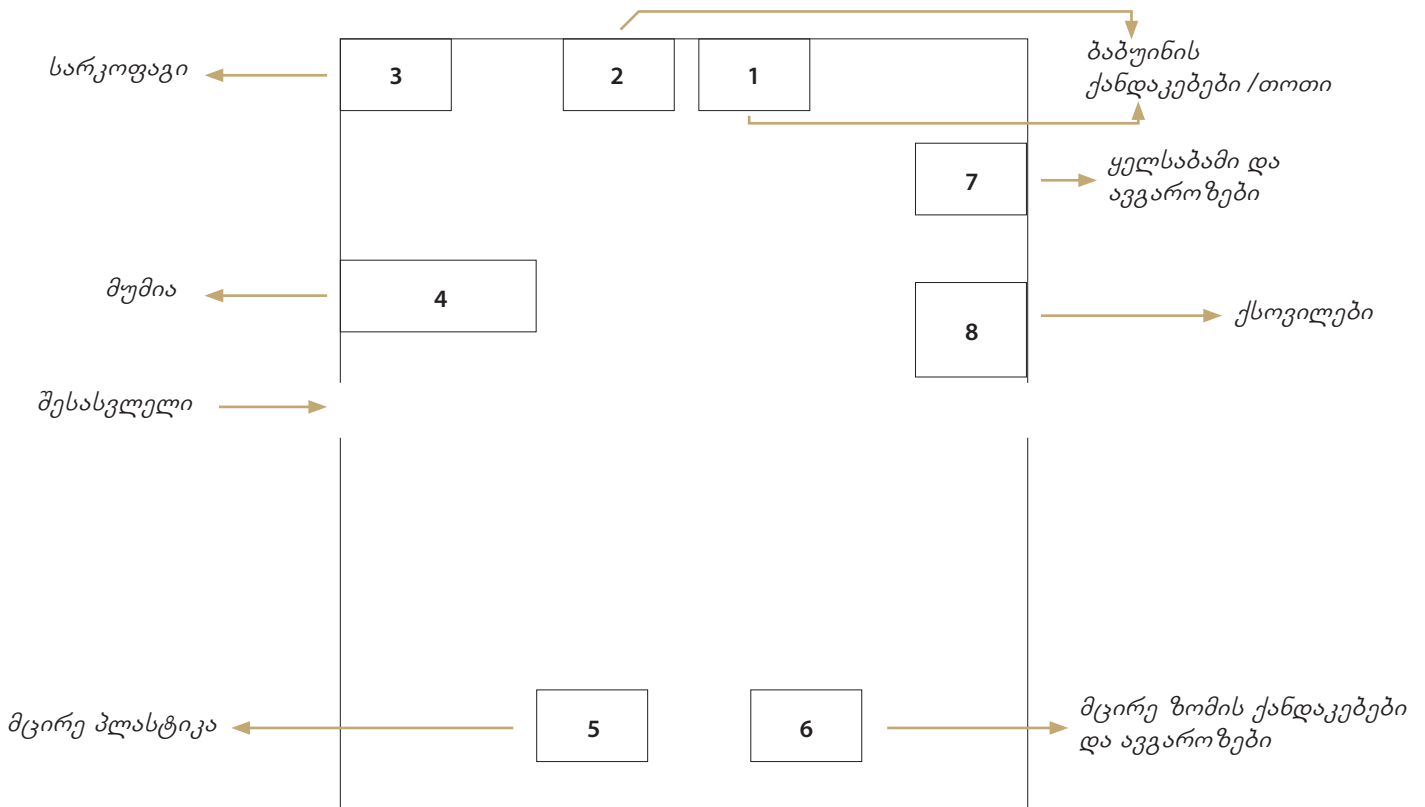 სარკოფაგი
3
2
1
ბაბუინის
ქანდაკებები /თოთი
7
ყელსაბამი და
ავგაროზები
მუმია
4
8
ქსოვილები
შესასვლელი
მცირე პლასტიკა
5
6
მცირე ზომის ქანდაკებები
და ავგაროზები